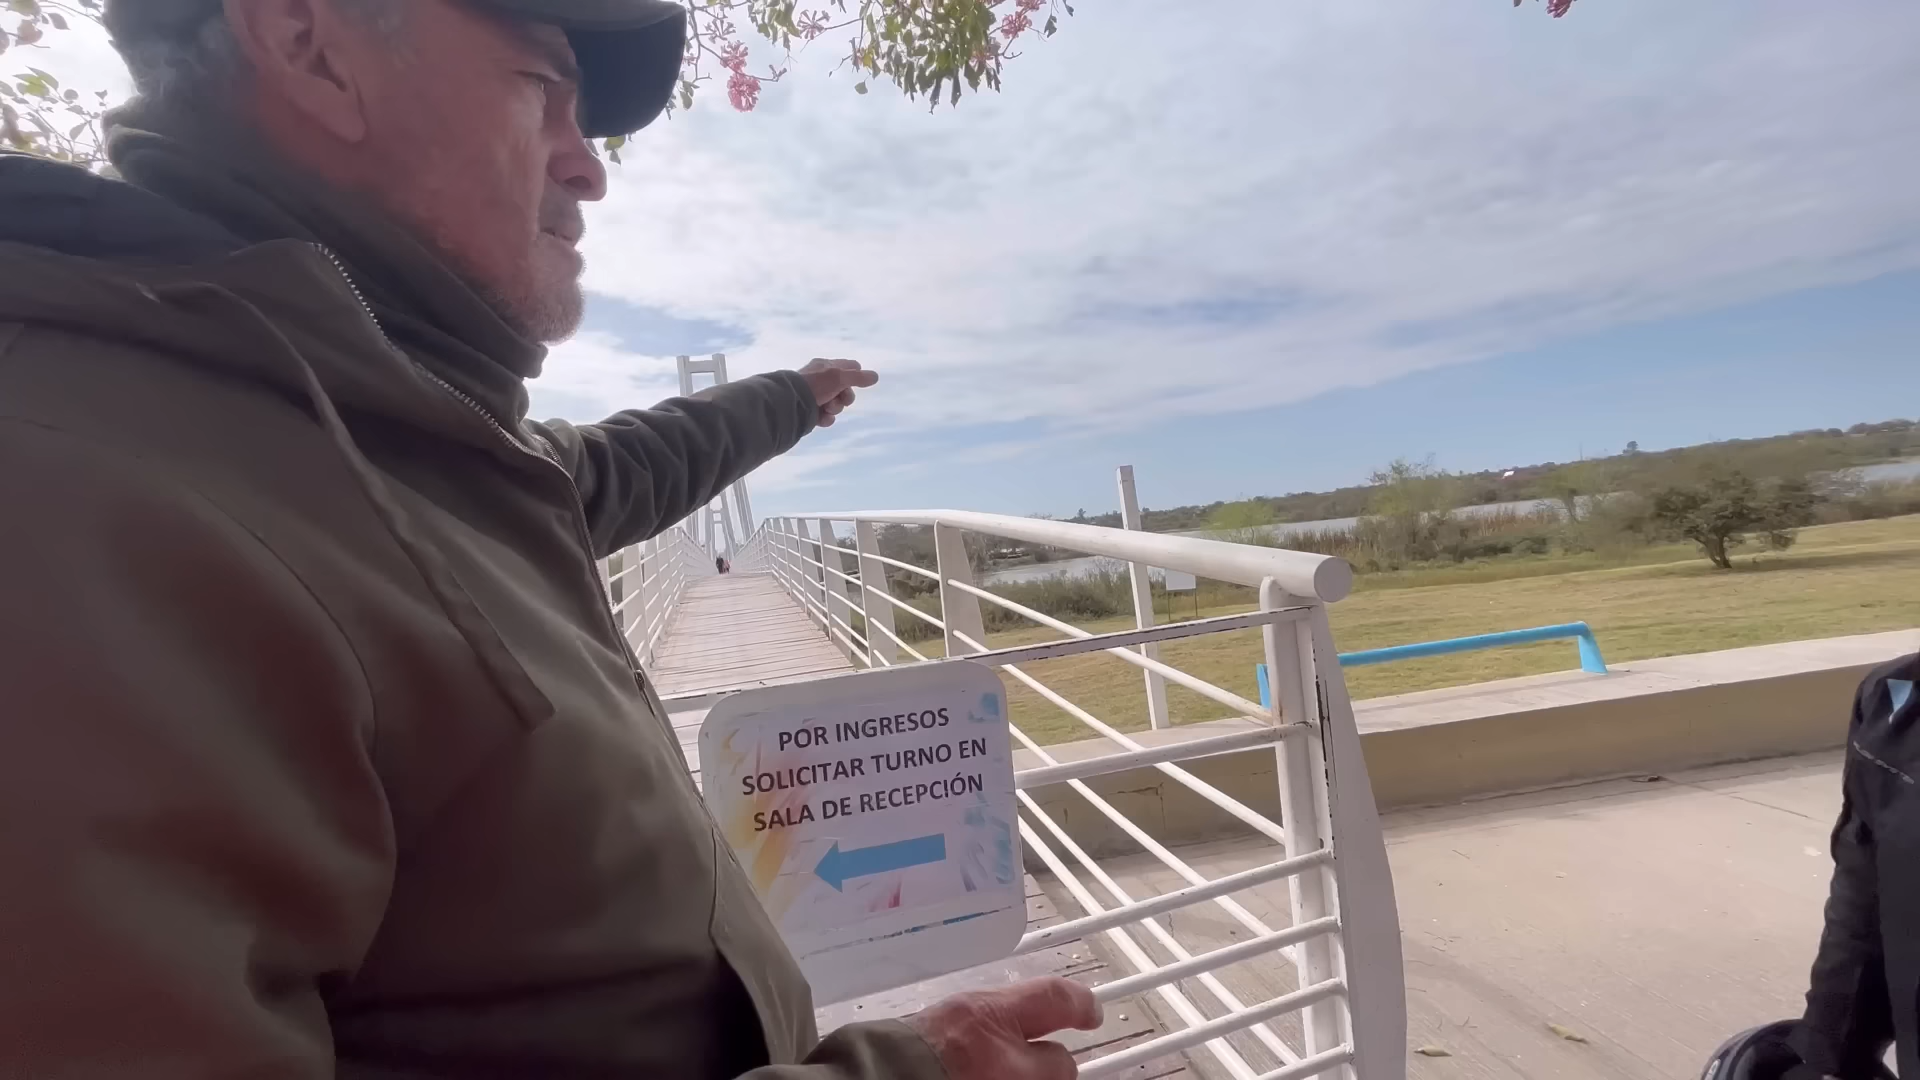 POR INGRESOS
SOLICITAR TURNO EN
SALA DE RECEPCIÓN